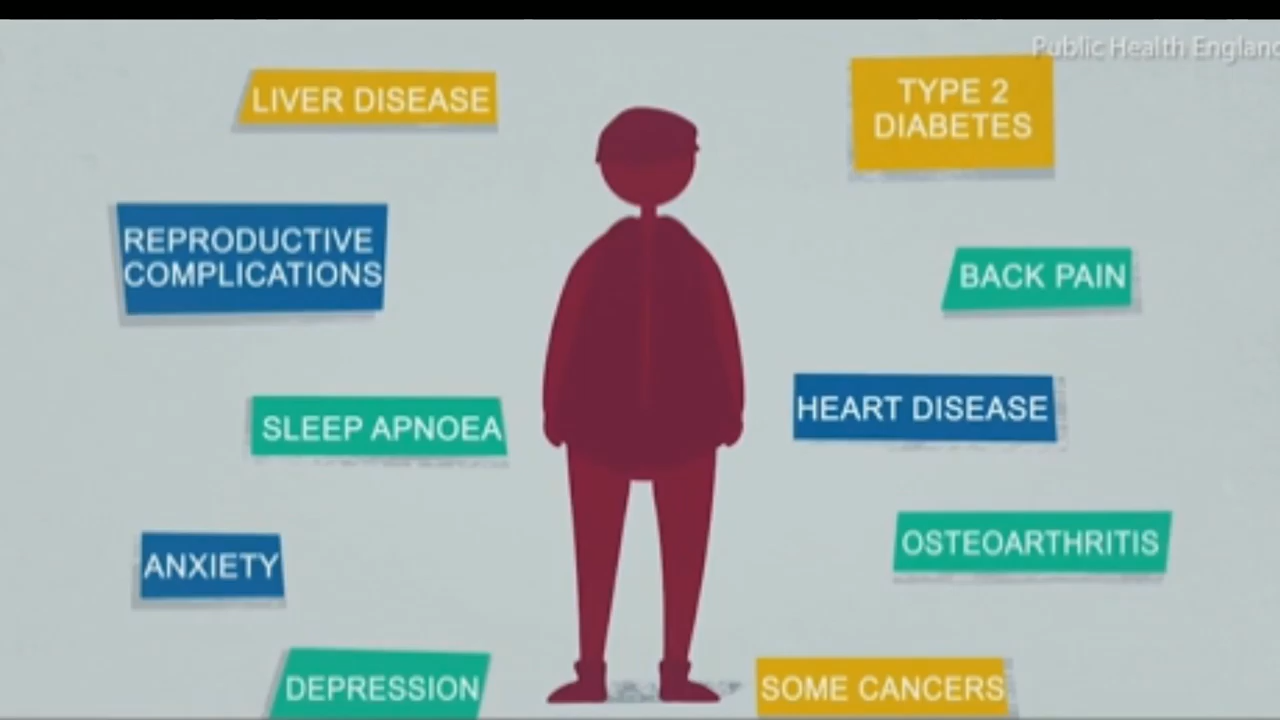 Public Health England
LIVER DISEASE
TYPE 2
DIABETES
REPRODUCTIVE
COMPLICATIONS
BACK PAIN
SLEEP APNOEA
HEART DISEASE
ANXIETY
OSTEOARTHRITIS
DEPRESSION
SOME CANCERS